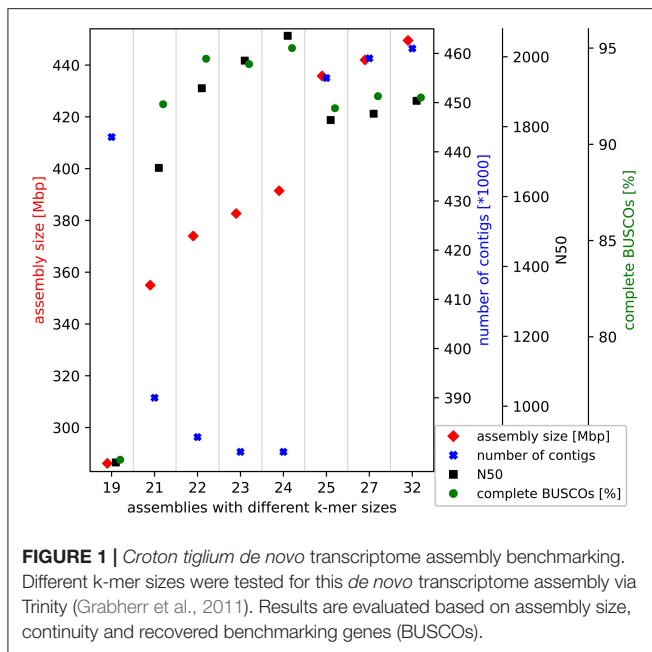 440
420
400
380
360
340
320
300
assembly size [Mbp]
19 21 22 23 24 25 27 32
assemblies with different k-mer sizes
460
450
440
430
420
410
400
390
number of contigs [*1000]
2000
1800
1600
1400
1200
1000
N50
95
90
85
80
complete BUSCOs [%]
assembly size [Mbp]
number of contigs
N50
complete BUSCOs [%]
FIGURE 1 | Croton tiglium de novo transcriptome assembly benchmarking.
Different k-mer sizes were tested for this de novo transcriptome assembly via
Trinity (Grabherr et al., 2011). Results are evaluated based on assembly size,
continuity and recovered benchmarking genes (BUSCOs).